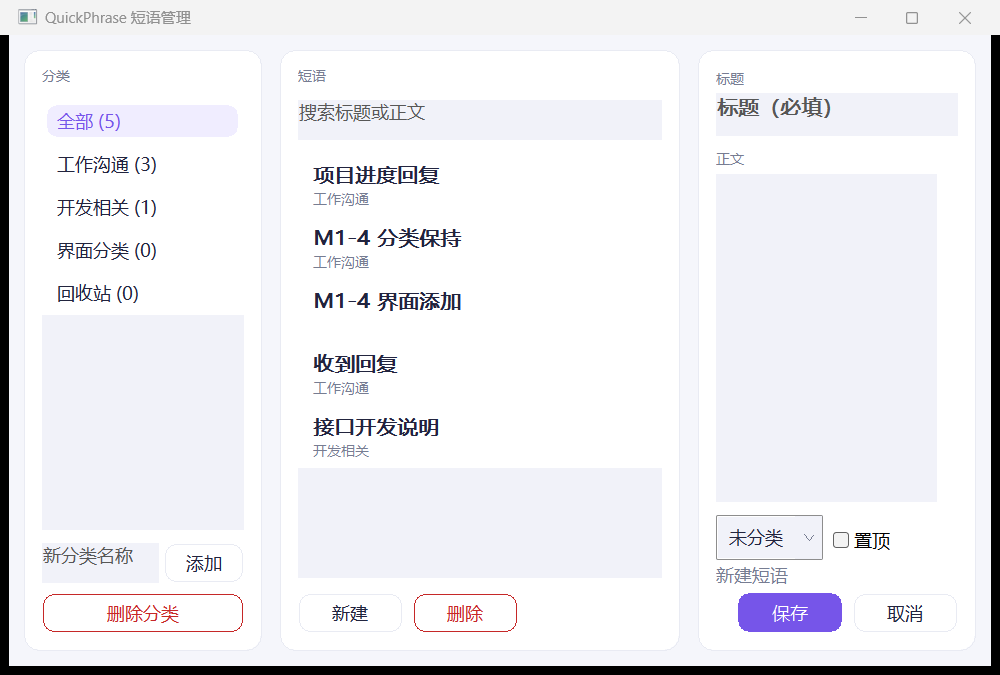 QuickPhrase 短语管理
分类
全部 (5)
工作沟通 (3)
开发相关 (1)
界面分类 (0)
回收站 (0)
新分类名称
添加
删除分类
短语
搜索标题或正文
项目进度回复
工作沟通
M1-4 分类保持
工作沟通
M1-4 界面添加
收到回复
工作沟通
接口开发说明
开发相关
新建
删除
标题
标题（必填）
正文
未分类
置顶
新建短语
保存
取消